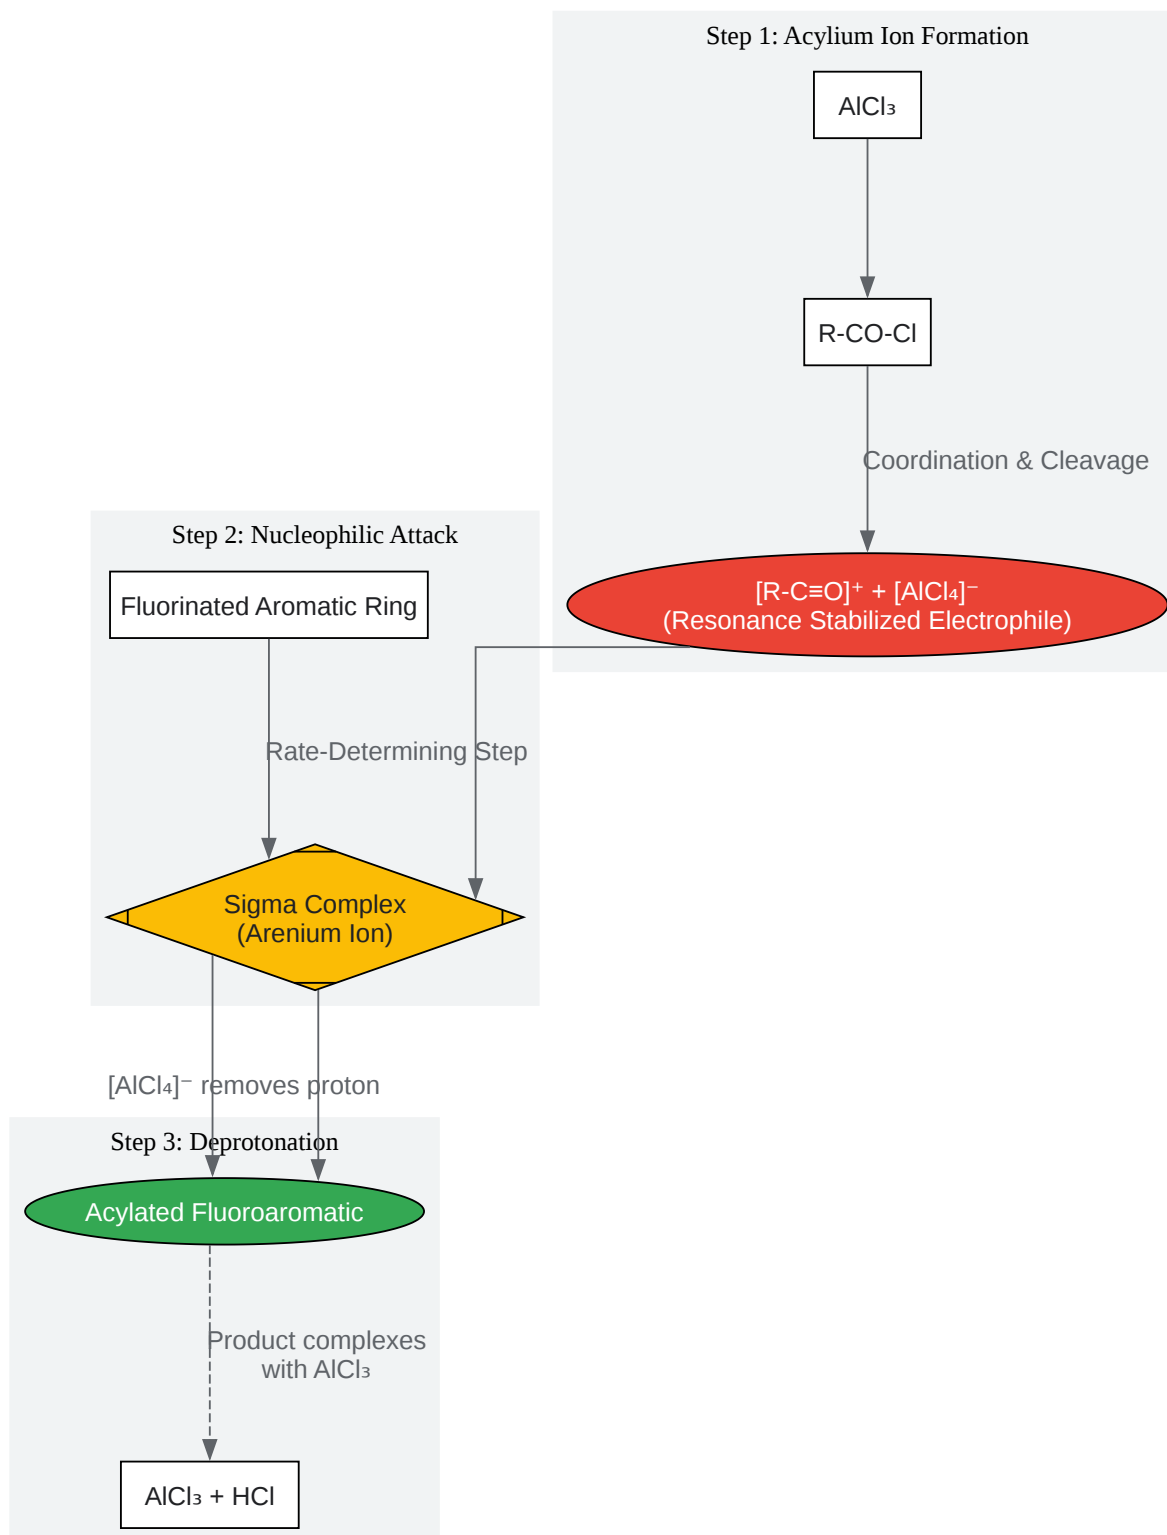 Step 1: Acylium Ion Formation
AlCl₃
R-CO-Cl
Coordination & Cleavage
[R-C≡O]⁺ + [AlCl₄]⁻
(Resonance Stabilized Electrophile)
Step 2: Nucleophilic Attack
Fluorinated Aromatic Ring
Rate-Determining Step
Sigma Complex
(Arenium Ion)
[AlCl₄]⁻ removes proton
Step 3: Deprotonation
Acylated Fluoroaromatic
Product complexes
with AlCl₃
AlCl₃ + HCl